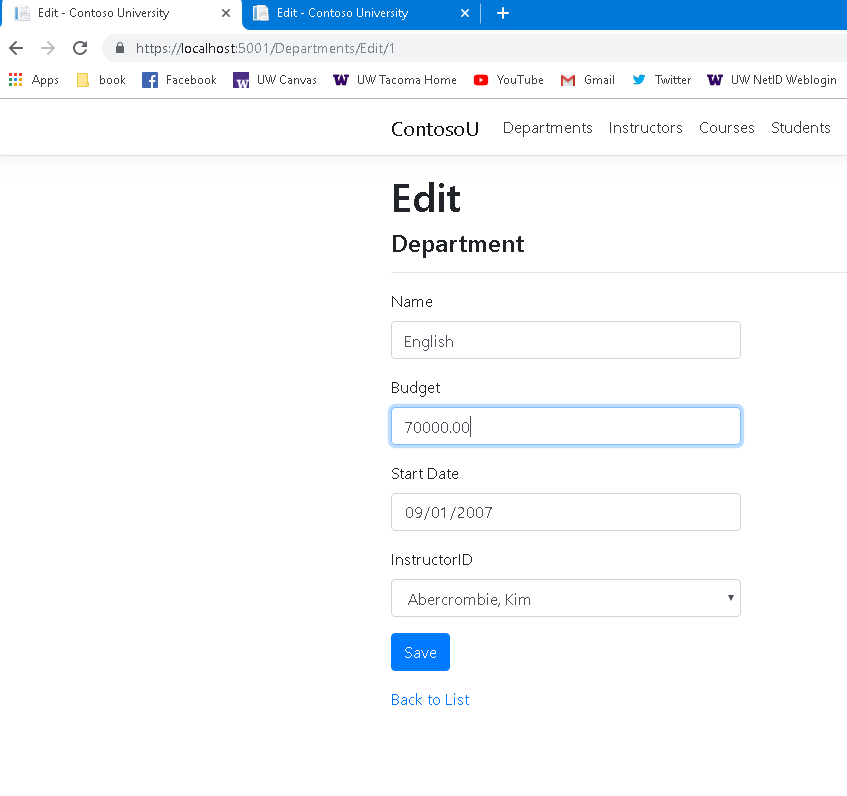 Edit - Contoso University
Edit - Contoso University
https://localhost:5001/Departments/Edit/1
Apps book Facebook UW Canvas UW Tacoma Home YouTube Gmail Twitter UW NetID Weblogin
ContosoU Departments Instructors Courses Students
Edit
Department
Name
English
Budget
70000.00
Start Date
09/01/2007
InstructorID
Abercrombie, Kim
Save
Back to List